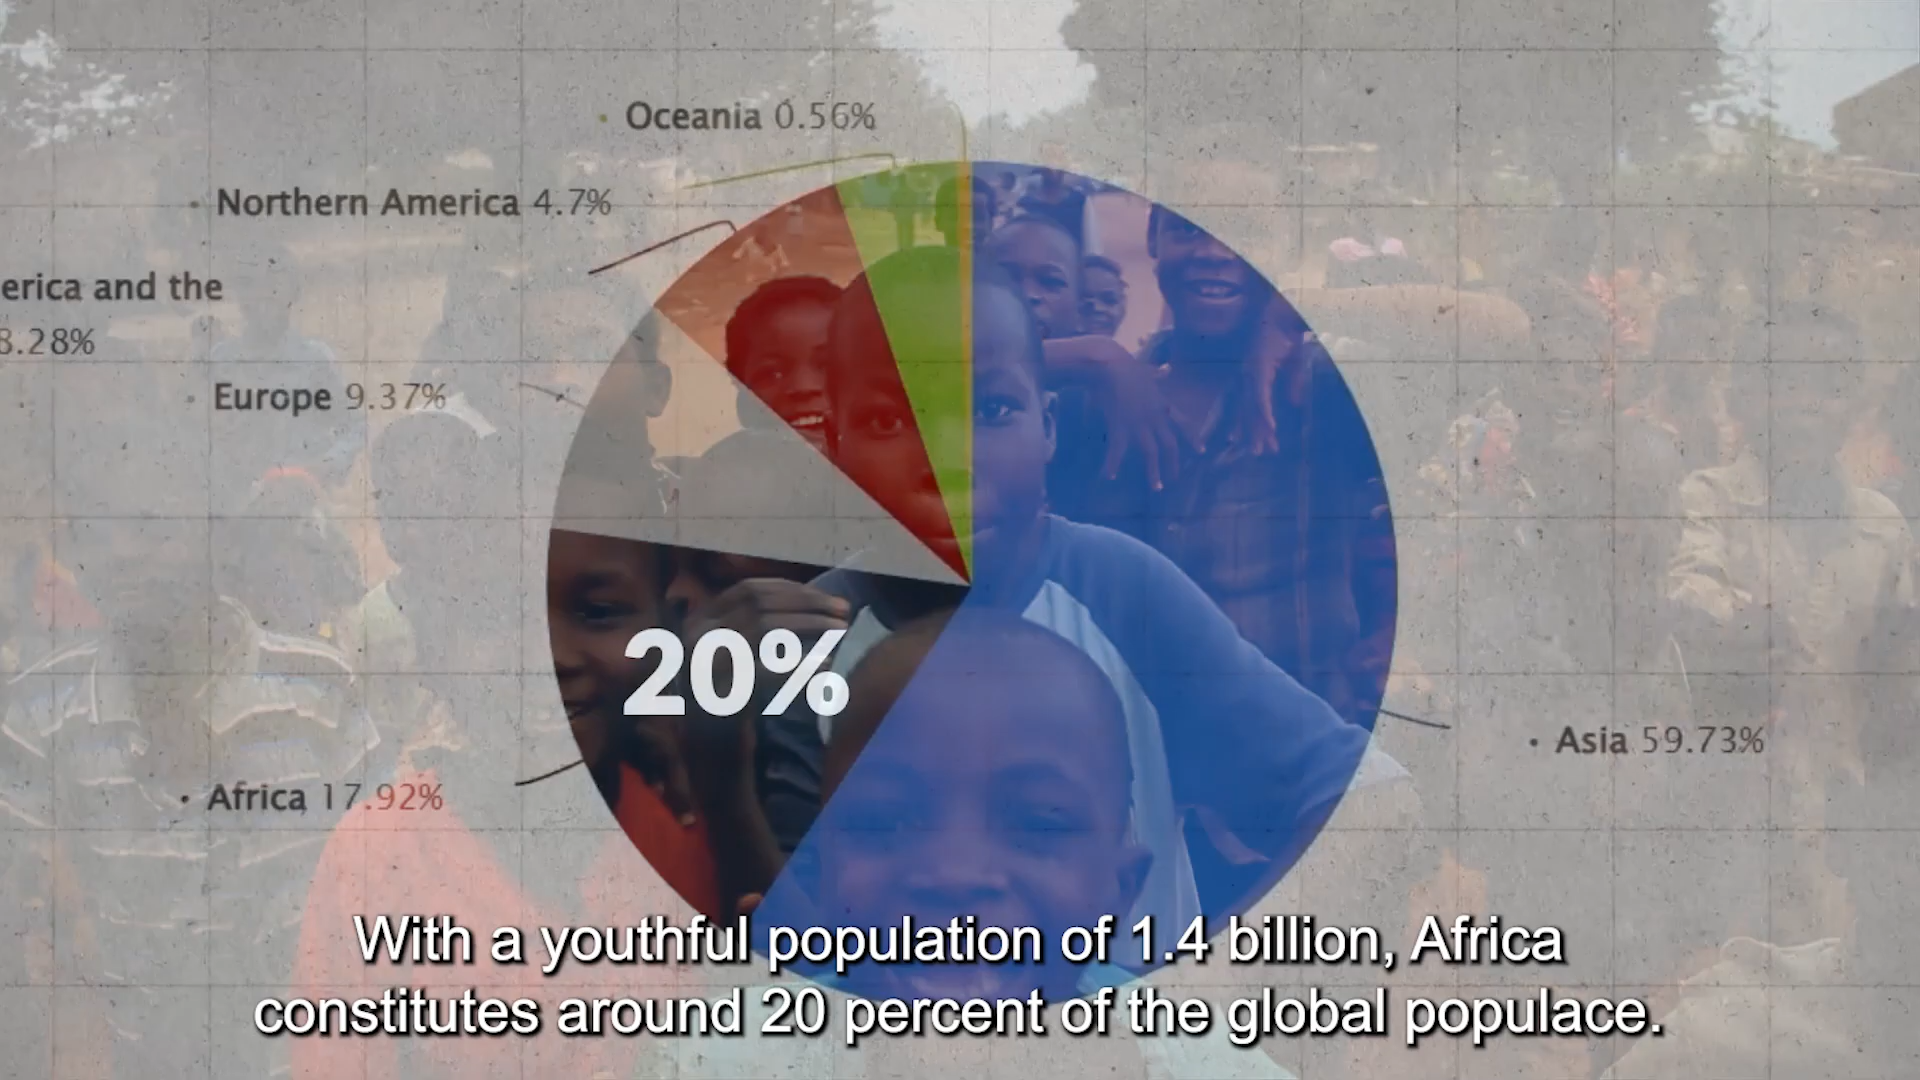 Oceania 0.56%
Northern America 4.7%
erica and the
8.28%
Europe 9.37%
20%
Asia 59.73%
Africa 17.92%
With a youthful population of 1.4 billion, Africa
constitutes around 20 percent of the global populace.